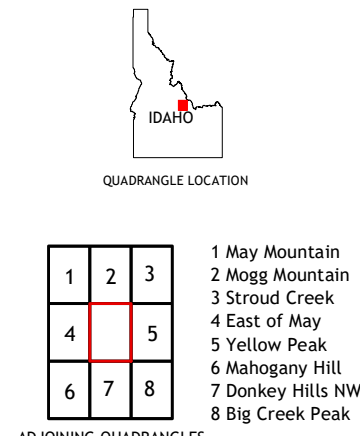 IDAHO
QUADRANGLE LOCATION
1 2 3
4 5
6 7 8
1 May Mountain
2 Mogg Mountain
3 Stroud Creek
4 East of May
5 Yellow Peak
6 Mahogany Hill
7 Donkey Hills NW
8 Big Creek Peak
ADJOINING QUADRANGLES